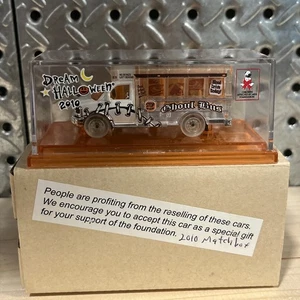 DREAM
HALLOWEEN
2010
Ghoul Bus
People are profiting from the reselling of these cars.
We encourage you to accept this car as a special gift
for your support of the foundation. 2010 Matchbox